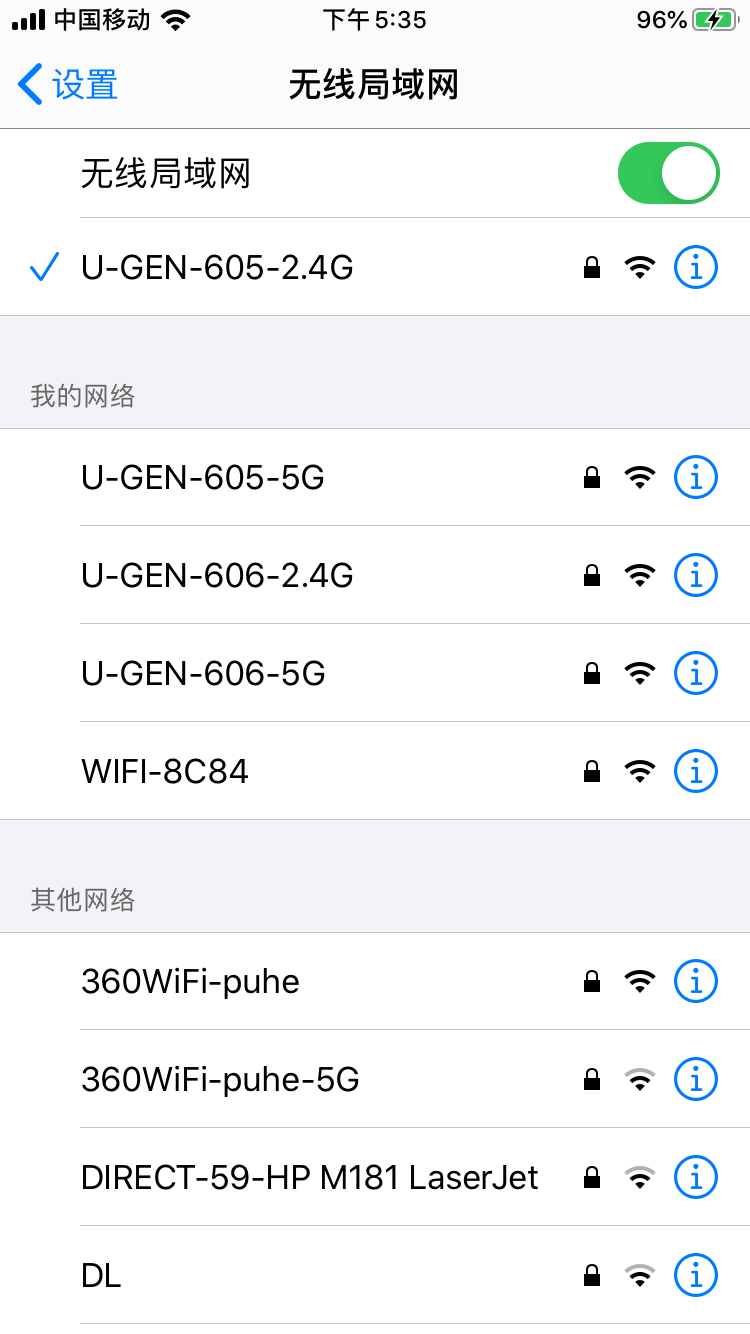 中国移动 下午5:35 96%
设置 无线局域网
无线局域网
U-GEN-605-2.4G
我的网络
U-GEN-605-5G
U-GEN-606-2.4G
U-GEN-606-5G
WIFI-8C84
其他网络
360WiFi-puhe
360WiFi-puhe-5G
DIRECT-59-HP M181 LaserJet
DL